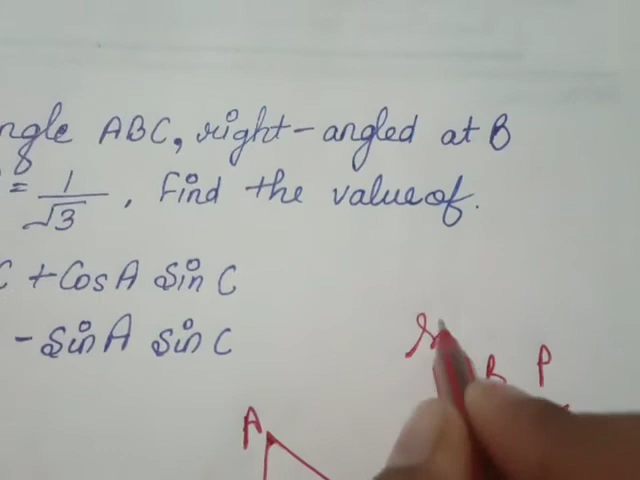 ngle ABC, right-angled at B
= 1/√3, Find the value of.
C + Cos A Sin C
- Sin A Sin C
B P
A